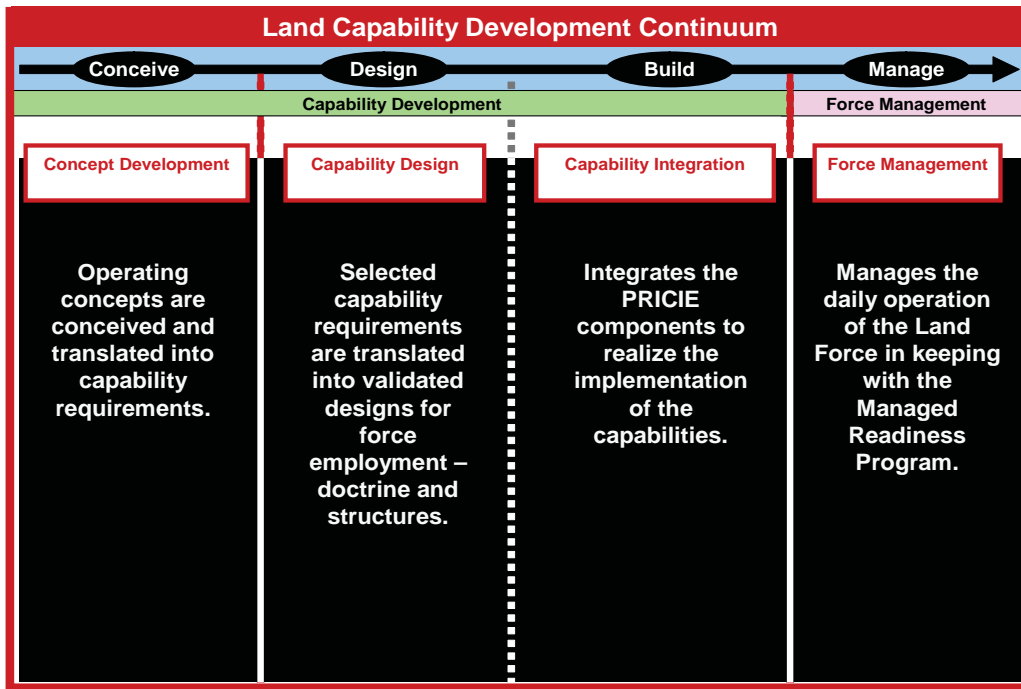 Land Capability Development Continuum
Conceive
Design
Build
Manage
Capability Development
Force Management
Concept Development
Capability Design
Capability Integration
Force Management
Operating
concepts are
conceived and
translated into
capability
requirements.
Selected
capability
requirements
are translated
into validated
designs for
force
employment –
doctrine and
structures.
Integrates the
PRICIE
components to
realize the
implementation
of the
capabilities.
Manages the
daily operation
of the Land
Force in keeping
with the
Managed
Readiness
Program.